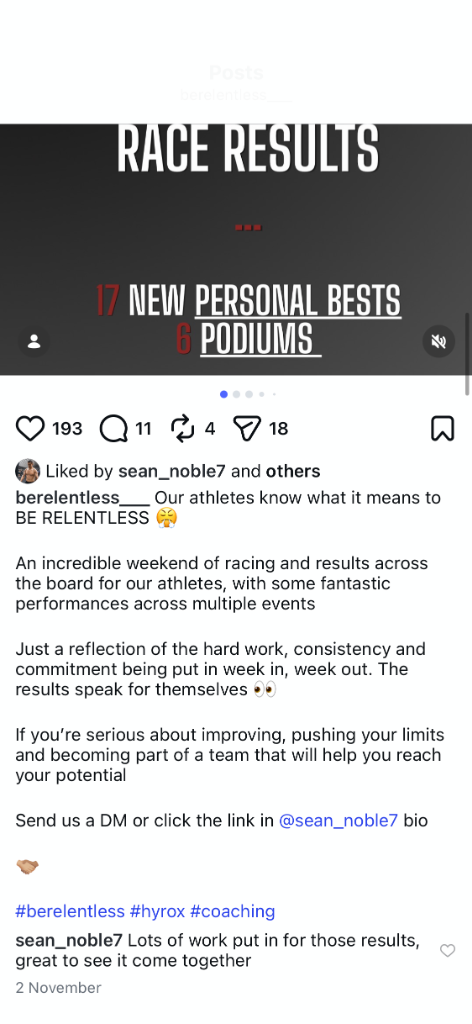 Posts
berelentless___
RACE RESULTS
...
17 NEW PERSONAL BESTS
6 PODIUMS
193 11 4 18
Liked by sean_noble7 and others
berelentless___ Our athletes know what it means to
BE RELENTLESS 😤
An incredible weekend of racing and results across
the board for our athletes, with some fantastic
performances across multiple events
Just a reflection of the hard work, consistency and
commitment being put in week in, week out. The
results speak for themselves 👀
If you’re serious about improving, pushing your limits
and becoming part of a team that will help you reach
your potential
Send us a DM or click the link in @sean_noble7 bio
🤝🏽
#berelentless #hyrox #coaching
sean_noble7 Lots of work put in for those results,
great to see it come together
2 November